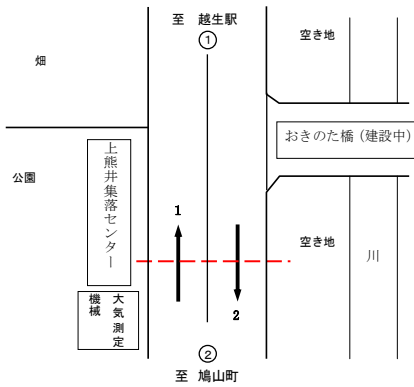 至 越生駅
①
空き地
畑
おきのた橋（建設中）
上熊井集落センター
公園
1
空き地
川
2
大気測定
機械
②
至 鳩山町